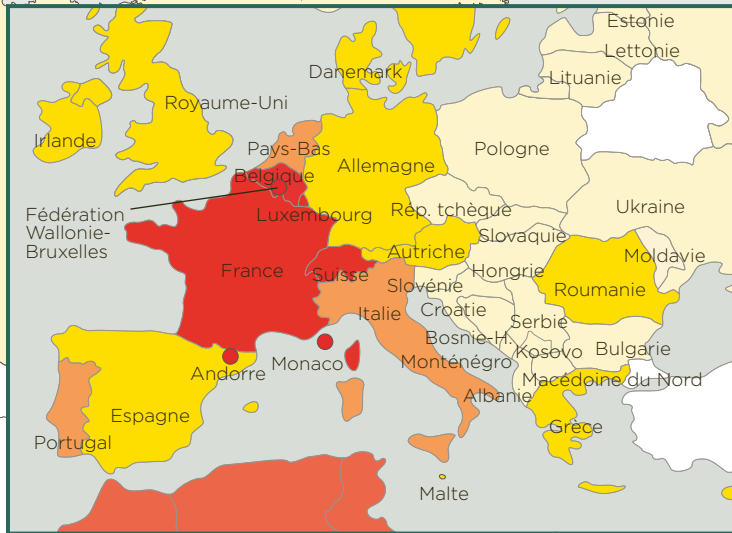 Estonie
Lettonie
Lituanie
Danemark
Royaume-Uni
Irlande
Pays-Bas
Pologne
Allemagne
Belgique
Fédération
Wallonie-
Bruxelles
Luxembourg
Rép. tchèque
Ukraine
Slovaquie
Autriche
Moldavie
France
Suisse
Hongrie
Slovénie
Roumanie
Italie
Croatie
Serbie
Bosnie-H.
Kosovo
Bulgarie
Monaco
Monténégro
Andorre
Macédoine du Nord
Albanie
Espagne
Grèce
Portugal
Malte